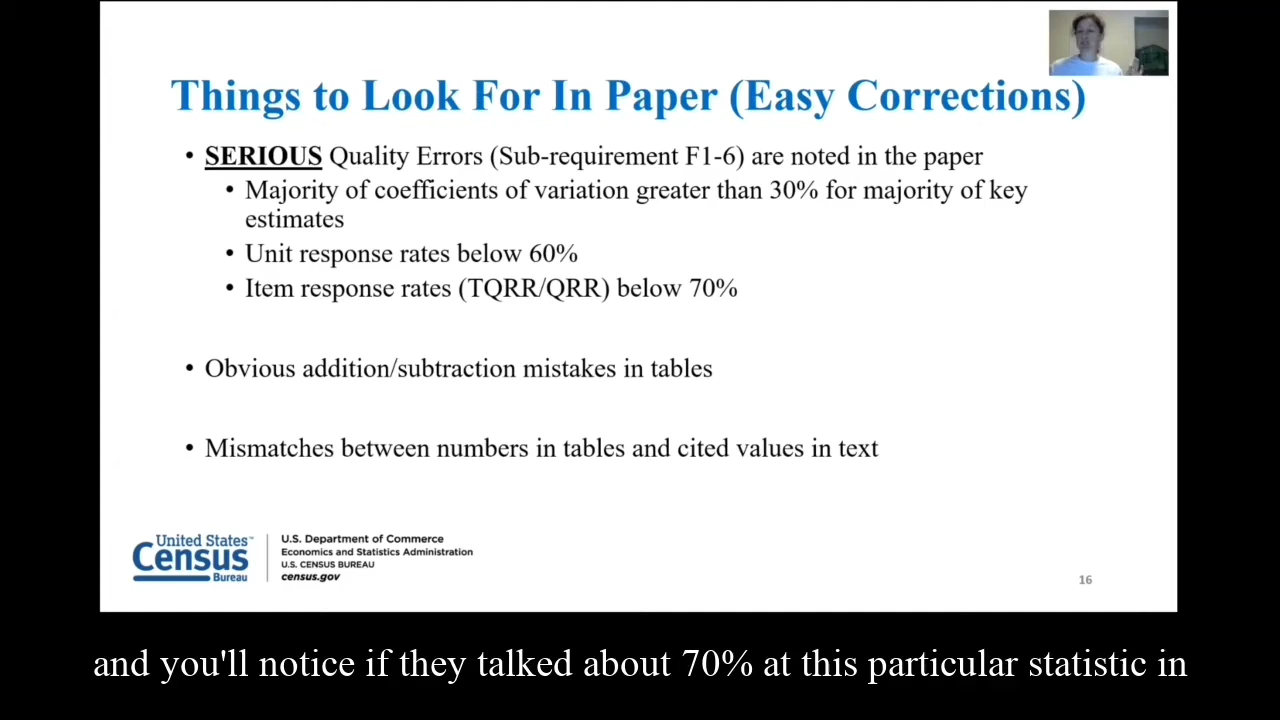 Things to Look For In Paper (Easy Corrections)
• SERIOUS Quality Errors (Sub-requirement F1-6) are noted in the paper
• Majority of coefficients of variation greater than 30% for majority of key
estimates
• Unit response rates below 60%
• Item response rates (TQRR/QRR) below 70%
• Obvious addition/subtraction mistakes in tables
• Mismatches between numbers in tables and cited values in text
United States™
Census
Bureau
U.S. Department of Commerce
Economics and Statistics Administration
U.S. CENSUS BUREAU
census.gov
16
and you'll notice if they talked about 70% at this particular statistic in